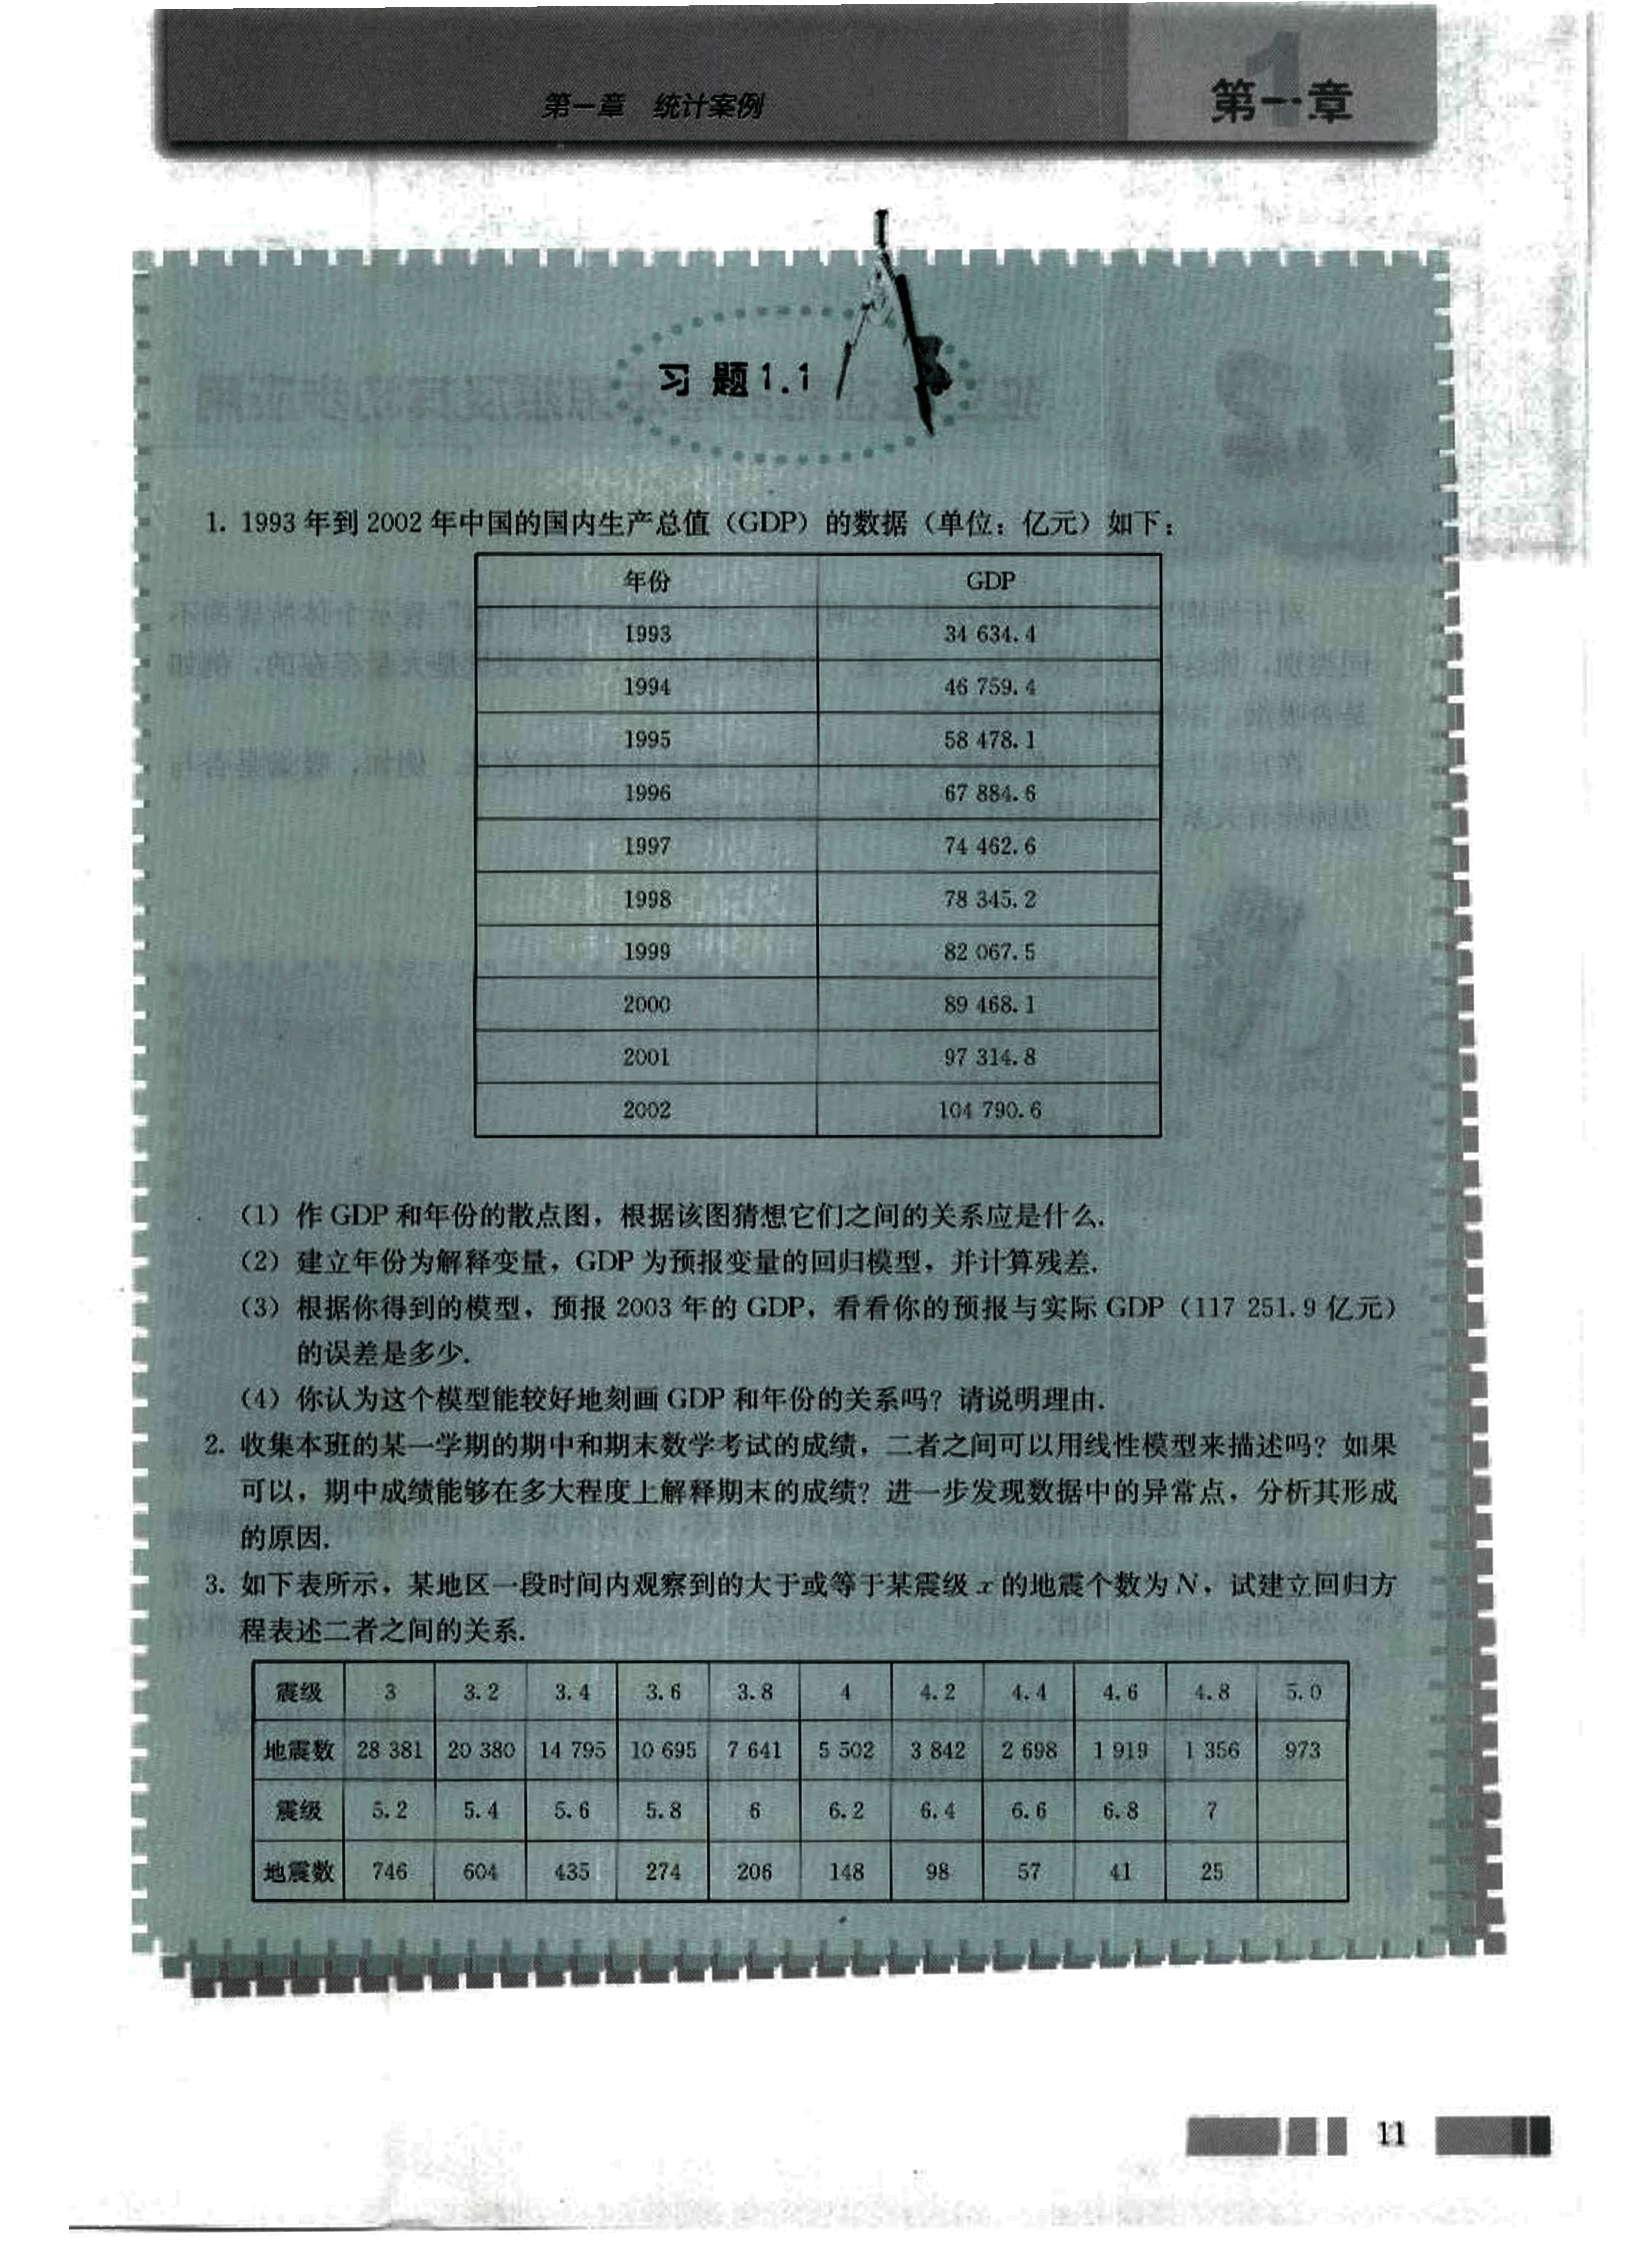 第一章 统计案例
第一章
习 题1.1
1. 1993 年到 2002 年中国的国内生产总值（GDP）的数据（单位：亿元）如下：
年份 GDP
1993 34 634.4
1994 46 759.4
1995 58 478.1
1996 67 884.6
1997 74 462.6
1998 78 345.2
1999 82 067.5
2000 89 468.1
2001 97 314.8
2002 104 790.6
（1）作 GDP 和年份的散点图，根据该图猜想它们之间的关系应是什么.
（2）建立年份为解释变量，GDP 为预报变量的回归模型，并计算残差.
（3）根据你得到的模型，预报 2003 年的 GDP，看看你的预报与实际 GDP（117 251.9 亿元）
的误差是多少.
（4）你认为这个模型能较好地刻画 GDP 和年份的关系吗？请说明理由.
2. 收集本班的某一学期的期中和期末数学考试的成绩，二者之间可以用线性模型来描述吗？如果
可以，期中成绩能够在多大程度上解释期末的成绩？进一步发现数据中的异常点，分析其形成
的原因.
3. 如下表所示，某地区一段时间内观察到的大于或等于某震级 x 的地震个数为 N，试建立回归方
程表述二者之间的关系.
震级 3 3.2 3.4 3.6 3.8 4 4.2 4.4 4.6 4.8 5.0
地震数 28 381 20 380 14 795 10 695 7 641 5 502 3 842 2 698 1 919 1 356 973
震级 5.2 5.4 5.6 5.8 6 6.2 6.4 6.6 6.8 7
地震数 746 604 435 274 206 148 98 57 41 25
11